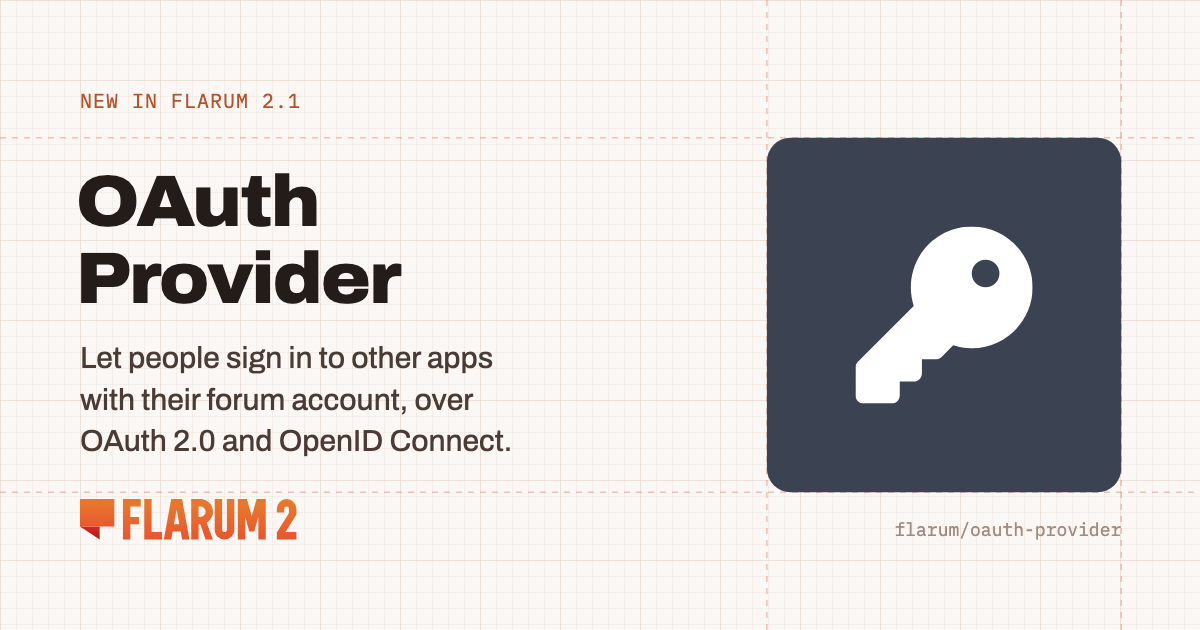 NEW IN FLARUM 2.1
OAuth
Provider
Let people sign in to other apps
with their forum account, over
OAuth 2.0 and OpenID Connect.
FLARUM 2
flarum/oauth-provider